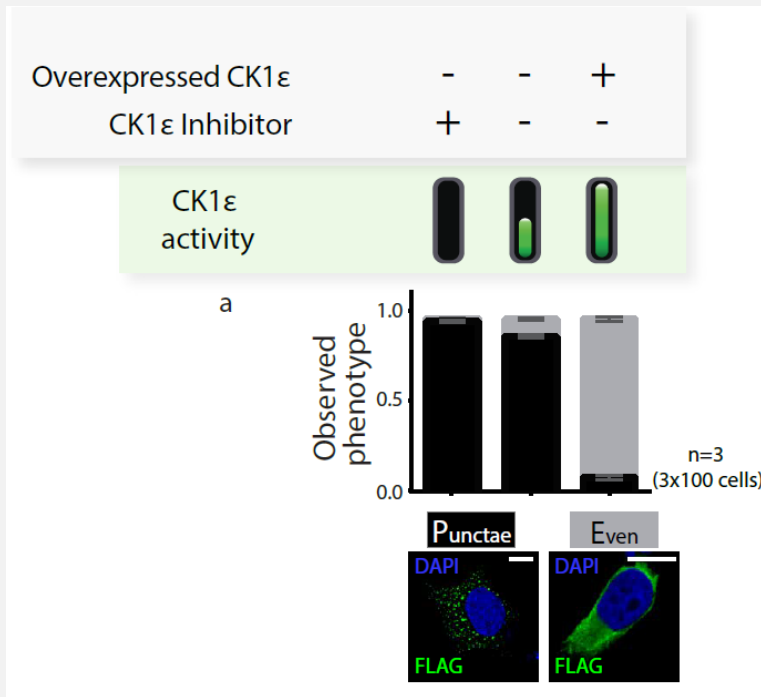 Overexpressed CK1ε - - +
CK1ε Inhibitor + - -
CK1ε
activity
a
Observed
phenotype
1.0
0.5
0.0
n=3
(3x100 cells)
Punctae Even
DAPI DAPI
FLAG FLAG